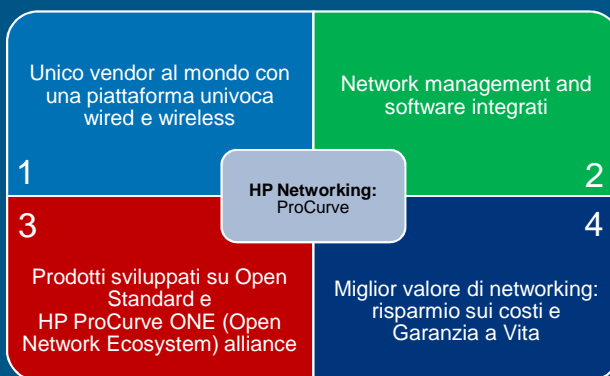 Unico vendor al mondo con
una piattaforma univoca
wired e wireless
1
Network management and
software integrati
2
HP Networking:
ProCurve
3
Prodotti sviluppati su Open
Standard e
HP ProCurve ONE (Open
Network Ecosystem) alliance
4
Miglior valore di networking:
risparmio sui costi e
Garanzia a Vita